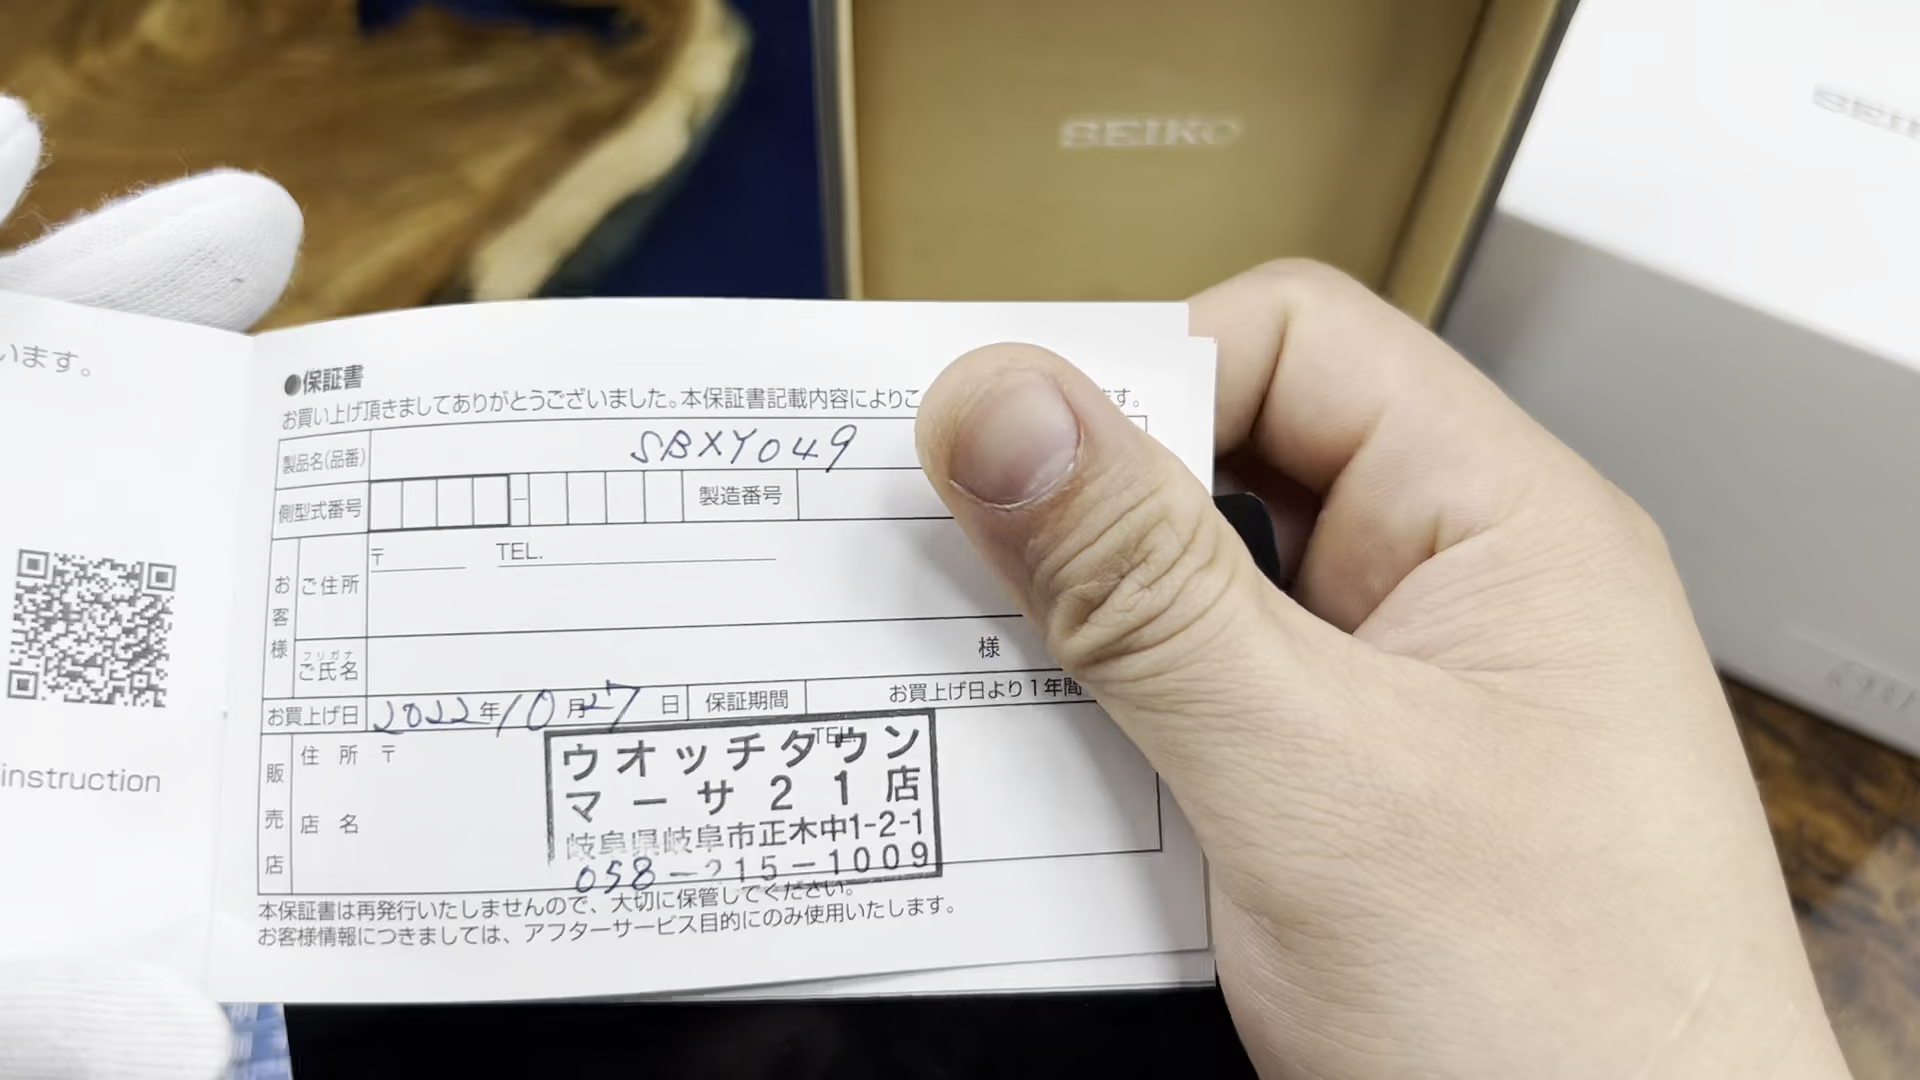 SEIKO
います。
instruction
●保証書
お買い上げ頂きましてありがとうございました。本保証書記載内容によりこ
ます。
製品名(品番) SBXY049
側型式番号 - 製造番号
お客様 ご住所 〒 TEL.
フリガナ
ご氏名 様
お買上げ日 2022年10月27日 保証期間 お買上げ日より1年間
販売店 住所 〒 TEL.
店名
ウオッチタウン
マーサ21店
岐阜県岐阜市正木中1-2-1
058-215-1009
本保証書は再発行いたしませんので、大切に保管してください。
お客様情報につきましては、アフターサービス目的にのみ使用いたします。